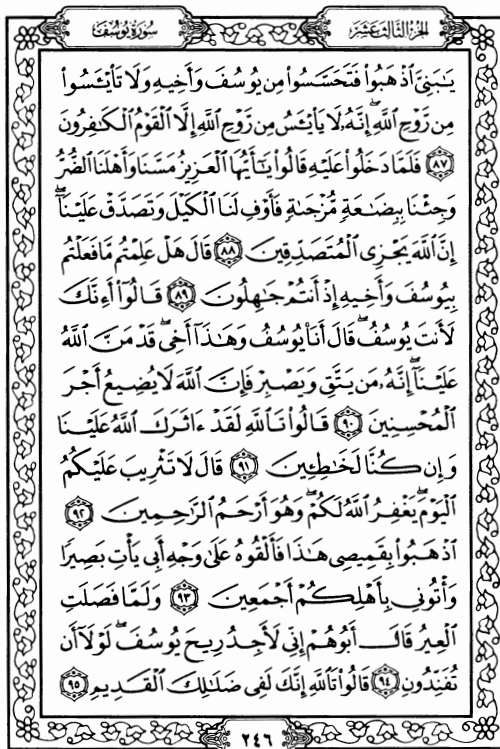 الجزء الثالث عشر
سورة يوسف
يَٰبَنِىَّ ٱذْهَبُوا۟ فَتَحَسَّسُوا۟ مِن يُوسُفَ وَأَخِيهِ وَلَا تَا۟يْـَٔسُوا۟
مِن رَّوْحِ ٱللَّهِ ۖ إِنَّهُۥ لَا يَا۟يْـَٔسُ مِن رَّوْحِ ٱللَّهِ إِلَّا ٱلْقَوْمُ ٱلْكَٰفِرُونَ
٨٧ فَلَمَّا دَخَلُوا۟ عَلَيْهِ قَالُوا۟ يَٰٓأَيُّهَا ٱلْعَزِيزُ مَسَّنَا وَأَهْلَنَا ٱلضُّرُّ
وَجِئْنَا بِبِضَٰعَةٍ مُّزْجَىٰةٍ فَأَوْفِ لَنَا ٱلْكَيْلَ وَتَصَدَّقْ عَلَيْنَآ ۖ
إِنَّ ٱللَّهَ يَجْزِى ٱلْمُتَصَدِّقِينَ ٨٨ قَالَ هَلْ عَلِمْتُم مَّا فَعَلْتُم
بِيُوسُفَ وَأَخِيهِ إِذْ أَنتُمْ جَٰهِلُونَ ٨٩ قَالُوٓا۟ أَءِنَّكَ
لَأَنتَ يُوسُفُ ۖ قَالَ أَنَا۠ يُوسُفُ وَهَٰذَآ أَخِى ۖ قَدْ مَنَّ ٱللَّهُ
عَلَيْنَآ ۖ إِنَّهُۥ مَن يَتَّقِ وَيَصْبِرْ فَإِنَّ ٱللَّهَ لَا يُضِيعُ أَجْرَ
ٱلْمُحْسِنِينَ ٩٠ قَالُوا۟ تَٱللَّهِ لَقَدْ ءَاثَرَكَ ٱللَّهُ عَلَيْنَا
وَإِن كُنَّا لَخَٰطِـِٔينَ ٩١ قَالَ لَا تَثْرِيبَ عَلَيْكُمُ
ٱلْيَوْمَ ۖ يَغْفِرُ ٱللَّهُ لَكُمْ ۖ وَهُوَ أَرْحَمُ ٱلرَّٰحِمِينَ ٩٢
ٱذْهَبُوا۟ بِقَمِيصِى هَٰذَا فَأَلْقُوهُ عَلَىٰ وَجْهِ أَبِى يَأْتِ بَصِيرًا
وَأْتُونِى بِأَهْلِكُمْ أَجْمَعِينَ ٩٣ وَلَمَّا فَصَلَتِ
ٱلْعِيرُ قَالَ أَبُوهُمْ إِنِّى لَأَجِدُ رِيحَ يُوسُفَ ۖ لَوْلَآ أَن
تُفَنِّدُونِ ٩٤ قَالُوا۟ تَٱللَّهِ إِنَّكَ لَفِى ضَلَٰلِكَ ٱلْقَدِيمِ ٩٥
٢٤٦